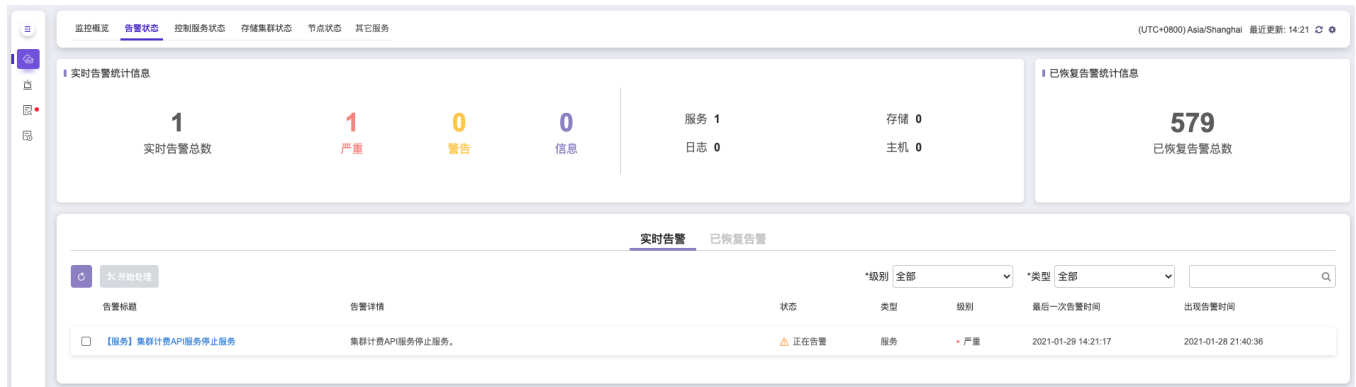 监控概览 告警状态 控制服务状态 存储集群状态 节点状态 其它服务 (UTC+0800) Asia/Shanghai 最近更新: 14:21
实时告警统计信息 已恢复告警统计信息
1 1 0 0 服务 1 存储 0 579
实时告警总数 严重 警告 信息 日志 0 主机 0 已恢复告警总数
实时告警 已恢复告警
开始处理 *级别 全部 *类型 全部
告警标题 告警详情 状态 类型 级别 最后一次告警时间 出现告警时间
【服务】集群计费API服务停止服务 集群计费API服务停止服务。 正在告警 服务 严重 2021-01-29 14:21:17 2021-01-28 21:40:36